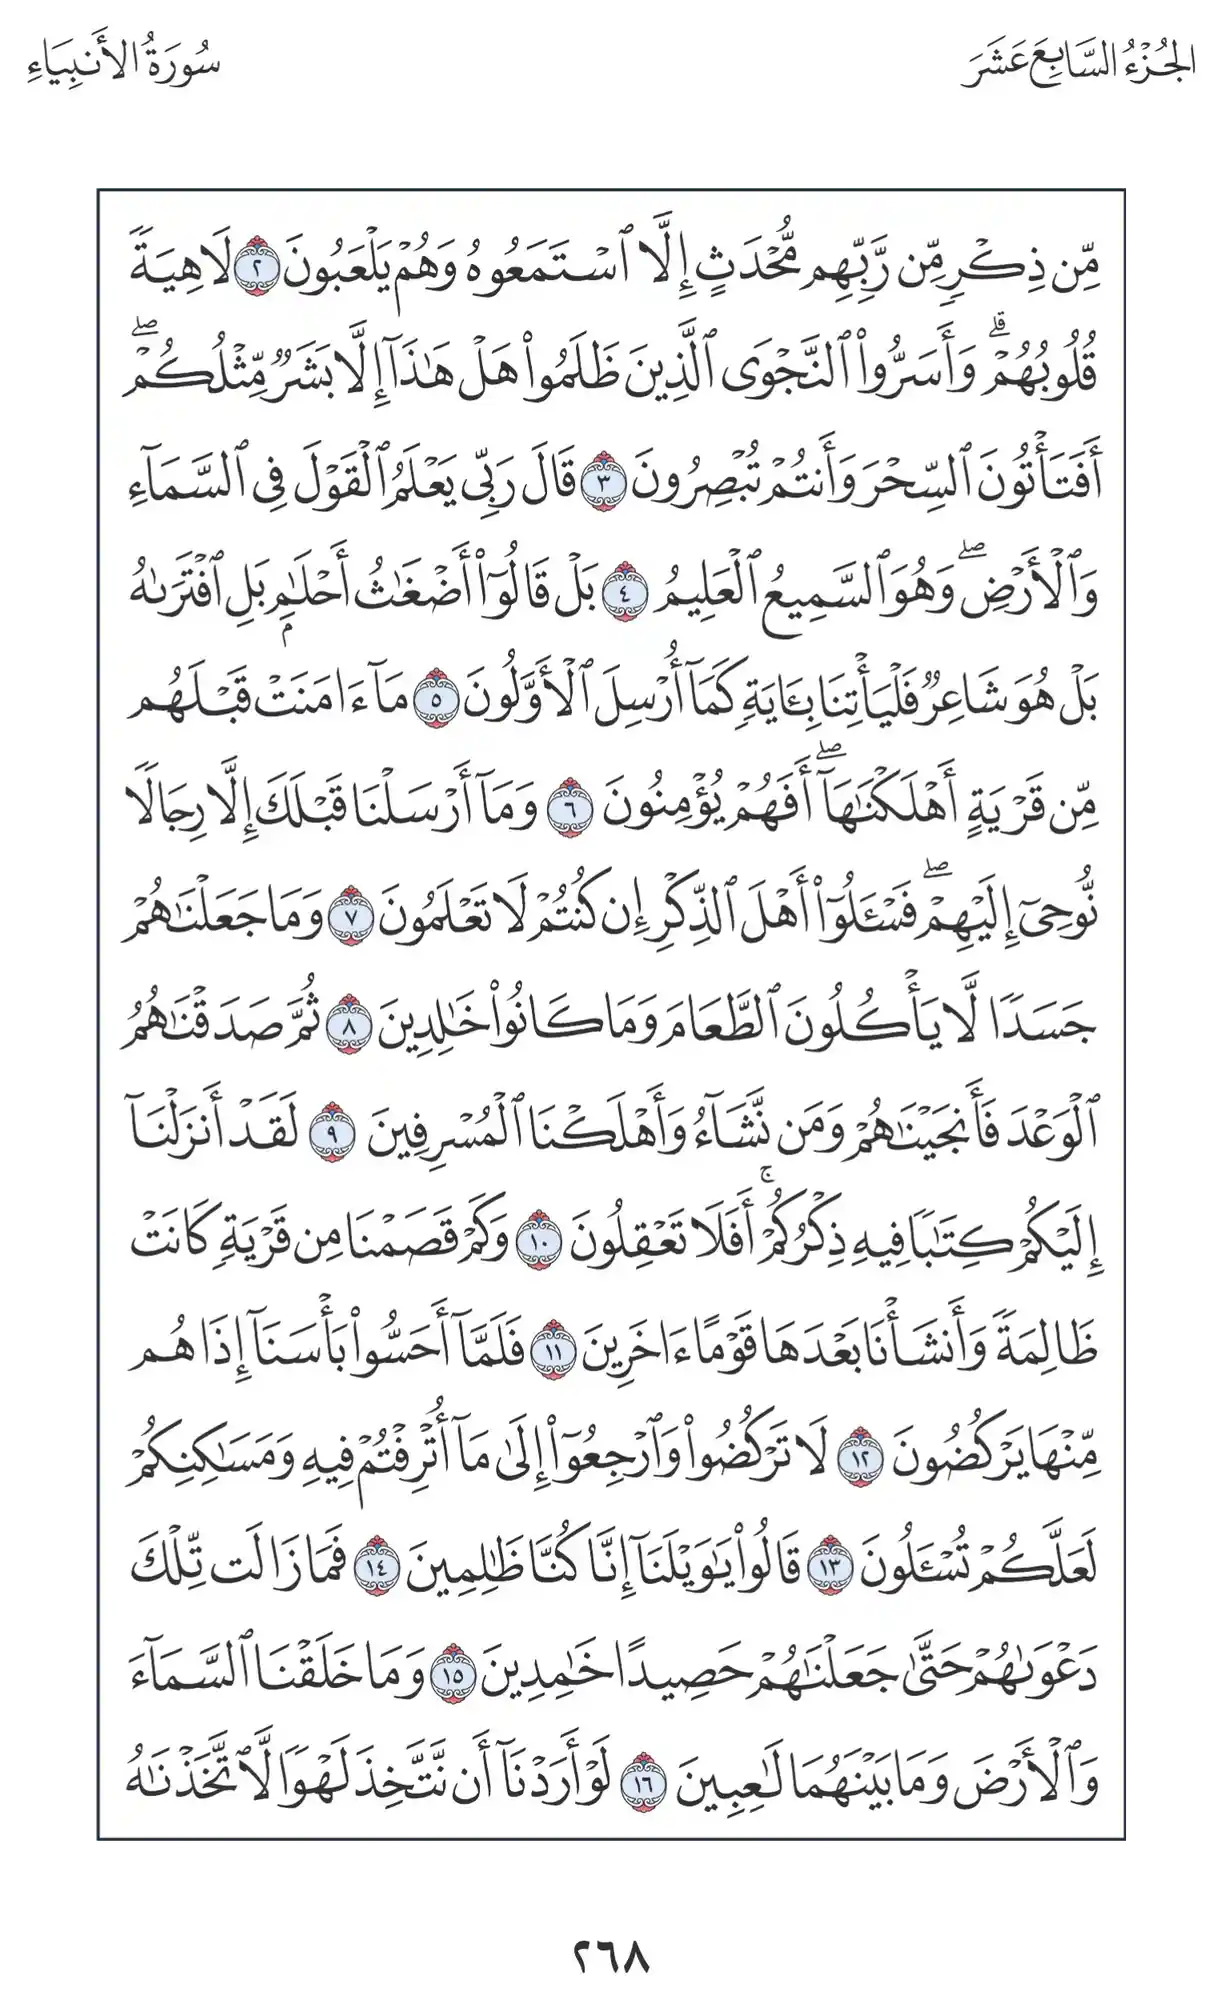 الجُزْءُ السَّابِعَ عَشَرَ
سُورَةُ الأَنبِيَاءِ
مِّن ذِكۡرٖ مِّن رَّبِّهِم مُّحۡدَثٍ إِلَّا ٱسۡتَمَعُوهُ وَهُمۡ يَلۡعَبُونَ ٢ لَاهِيَةٗ
قُلُوبُهُمۡۗ وَأَسَرُّواْ ٱلنَّجۡوَى ٱلَّذِينَ ظَلَمُواْ هَلۡ هَٰذَآ إِلَّا بَشَرٞ مِّثۡلُكُمۡۖ
أَفَتَأۡتُونَ ٱلسِّحۡرَ وَأَنتُمۡ تُبۡصِرُونَ ٣ قَالَ رَبِّي يَعۡلَمُ ٱلۡقَوۡلَ فِي ٱلسَّمَآءِ
وَٱلۡأَرۡضِۖ وَهُوَ ٱلسَّمِيعُ ٱلۡعَلِيمُ ٤ بَلۡ قَالُوٓاْ أَضۡغَٰثُ أَحۡلَٰمِۭ بَلِ ٱفۡتَرَىٰهُ
بَلۡ هُوَ شَاعِرٞ فَلۡيَأۡتِنَا بِـَٔايَةٖ كَمَآ أُرۡسِلَ ٱلۡأَوَّلُونَ ٥ مَآ ءَامَنَتۡ قَبۡلَهُم
مِّن قَرۡيَةٍ أَهۡلَكۡنَٰهَآۖ أَفَهُمۡ يُؤۡمِنُونَ ٦ وَمَآ أَرۡسَلۡنَا قَبۡلَكَ إِلَّا رِجَالٗا
نُّوحِيٓ إِلَيۡهِمۡۖ فَسۡـَٔلُوٓاْ أَهۡلَ ٱلذِّكۡرِ إِن كُنتُمۡ لَا تَعۡلَمُونَ ٧ وَمَا جَعَلۡنَٰهُمۡ
جَسَدٗا لَّا يَأۡكُلُونَ ٱلطَّعَامَ وَمَا كَانُواْ خَٰلِدِينَ ٨ ثُمَّ صَدَقۡنَٰهُمُ
ٱلۡوَعۡدَ فَأَنجَيۡنَٰهُمۡ وَمَن نَّشَآءُ وَأَهۡلَكۡنَا ٱلۡمُسۡرِفِينَ ٩ لَقَدۡ أَنزَلۡنَآ
إِلَيۡكُمۡ كِتَٰبٗا فِيهِ ذِكۡرُكُمۡۚ أَفَلَا تَعۡقِلُونَ ١٠ وَكَمۡ قَصَمۡنَا مِن قَرۡيَةٖ كَانَتۡ
ظَالِمَةٗ وَأَنشَأۡنَا بَعۡدَهَا قَوۡمًا ءَاخَرِينَ ١١ فَلَمَّآ أَحَسُّواْ بَأۡسَنَآ إِذَا هُم
مِّنۡهَا يَرۡكُضُونَ ١٢ لَا تَرۡكُضُواْ وَٱرۡجِعُوٓاْ إِلَىٰ مَآ أُتۡرِفۡتُمۡ فِيهِ وَمَسَٰكِنِكُمۡ
لَعَلَّكُمۡ تُسۡـَٔلُونَ ١٣ قَالُواْ يَٰوَيۡلَنَآ إِنَّا كُنَّا ظَٰلِمِينَ ١٤ فَمَا زَالَت تِّلۡكَ
دَعۡوَىٰهُمۡ حَتَّىٰ جَعَلۡنَٰهُمۡ حَصِيدًا خَٰمِدِينَ ١٥ وَمَا خَلَقۡنَا ٱلسَّمَآءَ
وَٱلۡأَرۡضَ وَمَا بَيۡنَهُمَا لَٰعِبِينَ ١٦ لَوۡ أَرَدۡنَآ أَن نَّتَّخِذَ لَهۡوٗا لَّٱتَّخَذۡنَٰهُ
٢٦٨